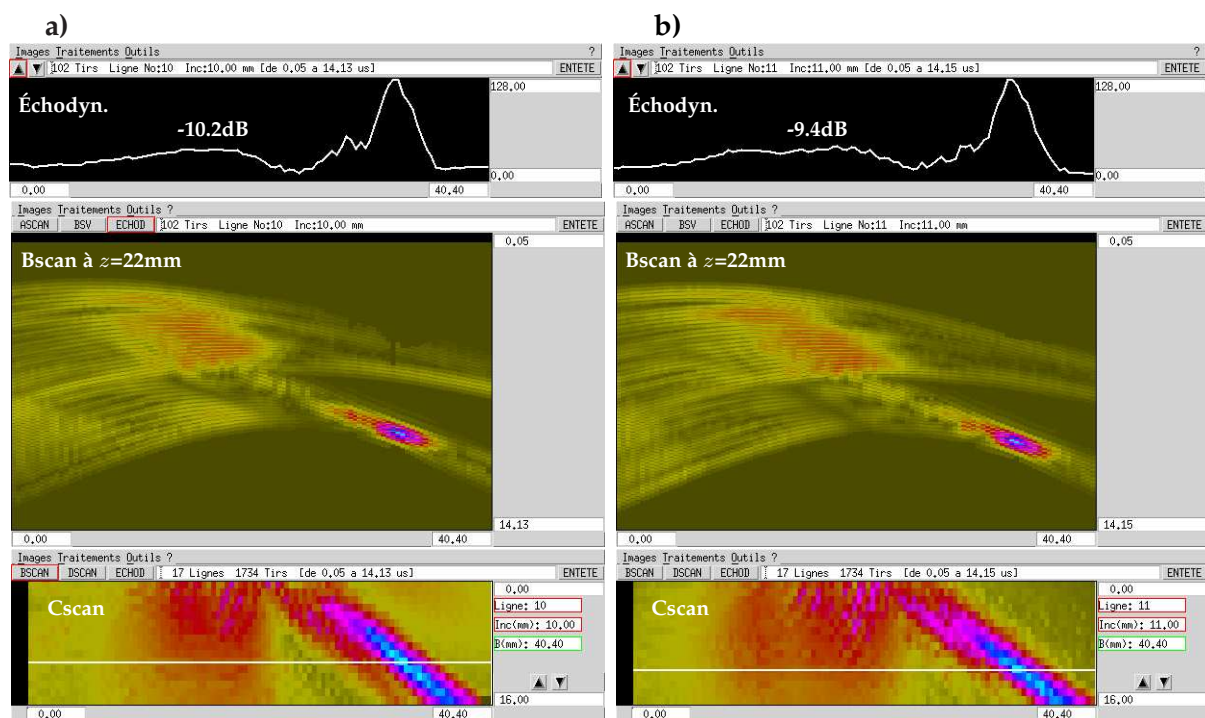 a)
Images Traitements Outils ?
102 Tirs Ligne No:10 Inc:10.00 mm [de 0.05 a 14.13 us] ENTETE
Échodyn.
-10.2dB
128.00
0.00
0.00 40.40
Images Traitements Outils ?
ASCAN BSV ECHOD 102 Tirs Ligne No:10 Inc:10.00 mm ENTETE
0.05
Bscan à z=22mm
14.13
0.00 40.40
Images Traitements Outils ?
BSCAN DSCAN ECHOD 17 Lignes 1734 Tirs [de 0.05 a 14.13 us] ENTETE
0.00
Cscan
Ligne: 10
Inc(mm): 10.00
B(mm): 40.40
16.00
0.00 40.40
b)
Images Traitements Outils ?
102 Tirs Ligne No:11 Inc:11.00 mm [de 0.05 a 14.15 us] ENTETE
Échodyn.
-9.4dB
128.00
0.00
0.00 40.40
Images Traitements Outils ?
ASCAN BSV ECHOD 102 Tirs Ligne No:11 Inc:11.00 mm ENTETE
0.05
Bscan à z=22mm
14.15
0.00 40.40
Images Traitements Outils ?
BSCAN DSCAN ECHOD 17 Lignes 1734 Tirs [de 0.05 a 14.15 us] ENTETE
0.00
Cscan
Ligne: 11
Inc(mm): 11.00
B(mm): 40.40
16.00
0.00 40.40